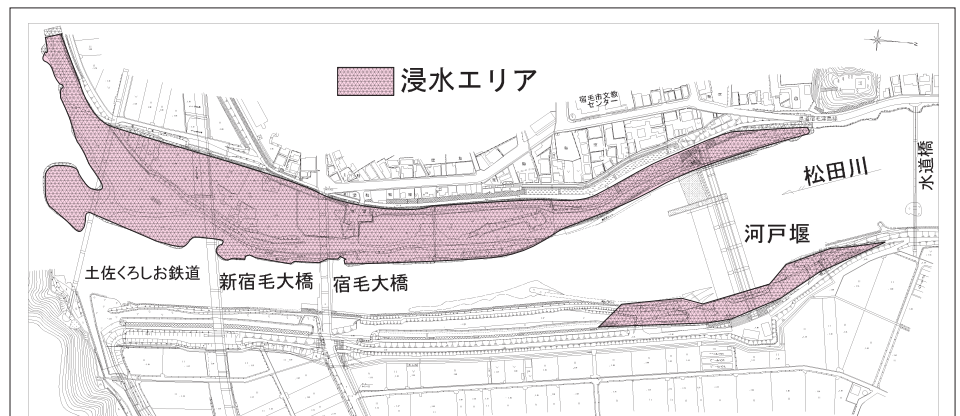 浸水エリア
宿毛市文教
センター
松田川
水道橋
河戸堰
土佐くろしお鉄道
新宿毛大橋
宿毛大橋